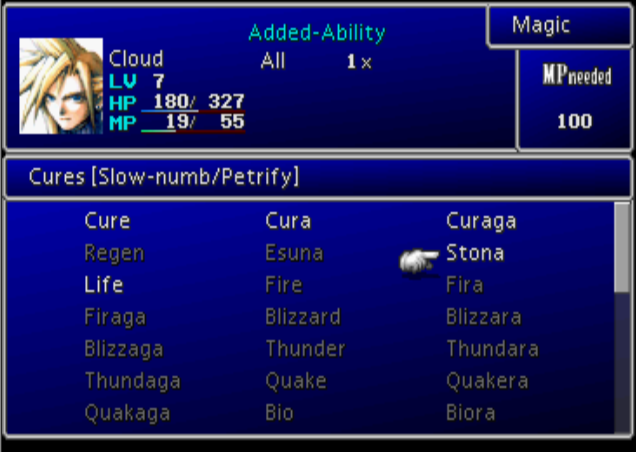 Added-Ability
Magic
Cloud
All 1×
LV 7
HP 180/ 327
MP 19/ 55
MP needed
100
Cures [Slow-numb/Petrify]
Cure Cura Curaga
Regen Esuna Stona
Life Fire Fira
Firaga Blizzard Blizzara
Blizzaga Thunder Thundara
Thundaga Quake Quakera
Quakaga Bio Biora